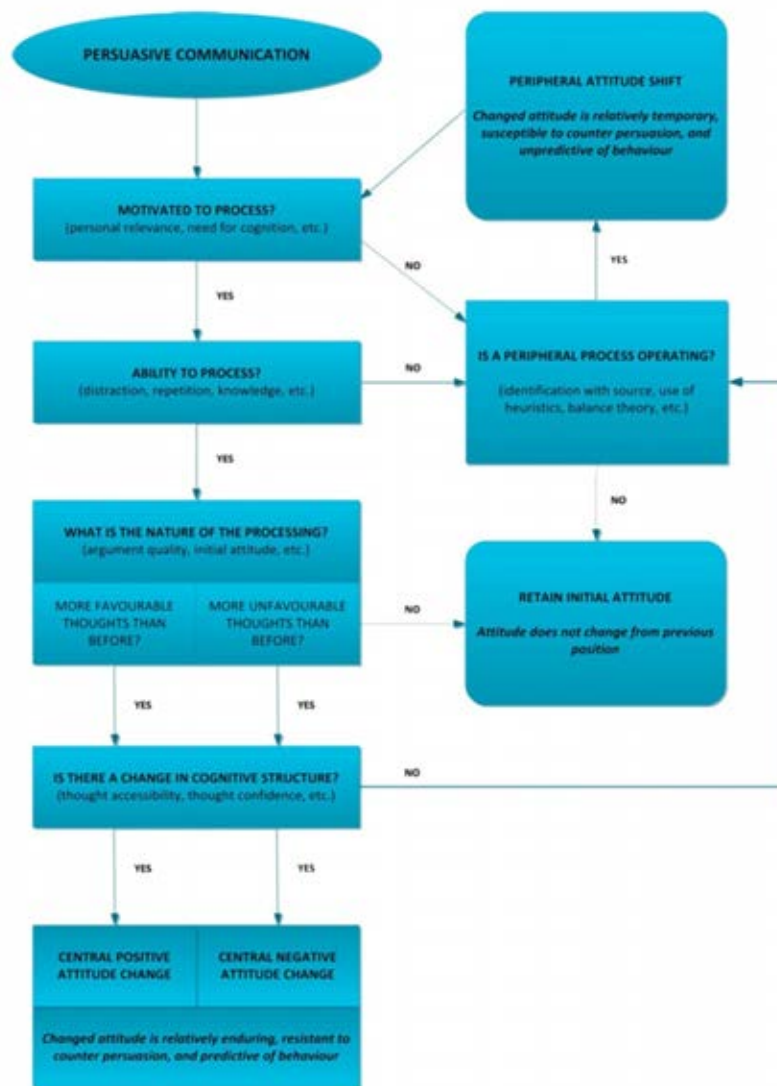 PERSUASIVE COMMUNICATION
PERIPHERAL ATTITUDE SHIFT
Changed attitude is relatively temporary,
susceptible to counter persuasion, and
unpredictive of behaviour
MOTIVATED TO PROCESS?
(personal relevance, need for cognition, etc.)
NO
YES
YES
ABILITY TO PROCESS?
(distraction, repetition, knowledge, etc.)
NO
IS A PERIPHERAL PROCESS OPERATING?
(identification with source, use of
heuristics, balance theory, etc.)
YES
NO
WHAT IS THE NATURE OF THE PROCESSING?
(argument quality, initial attitude, etc.)
MORE FAVOURABLE
THOUGHTS THAN
BEFORE?
MORE UNFAVOURABLE
THOUGHTS THAN
BEFORE?
NO
RETAIN INITIAL ATTITUDE
Attitude does not change from previous
position
YES
YES
IS THERE A CHANGE IN COGNITIVE STRUCTURE?
(thought accessibility, thought confidence, etc.)
NO
YES
YES
CENTRAL POSITIVE
ATTITUDE CHANGE
CENTRAL NEGATIVE
ATTITUDE CHANGE
Changed attitude is relatively enduring, resistant to
counter persuasion, and predictive of behaviour